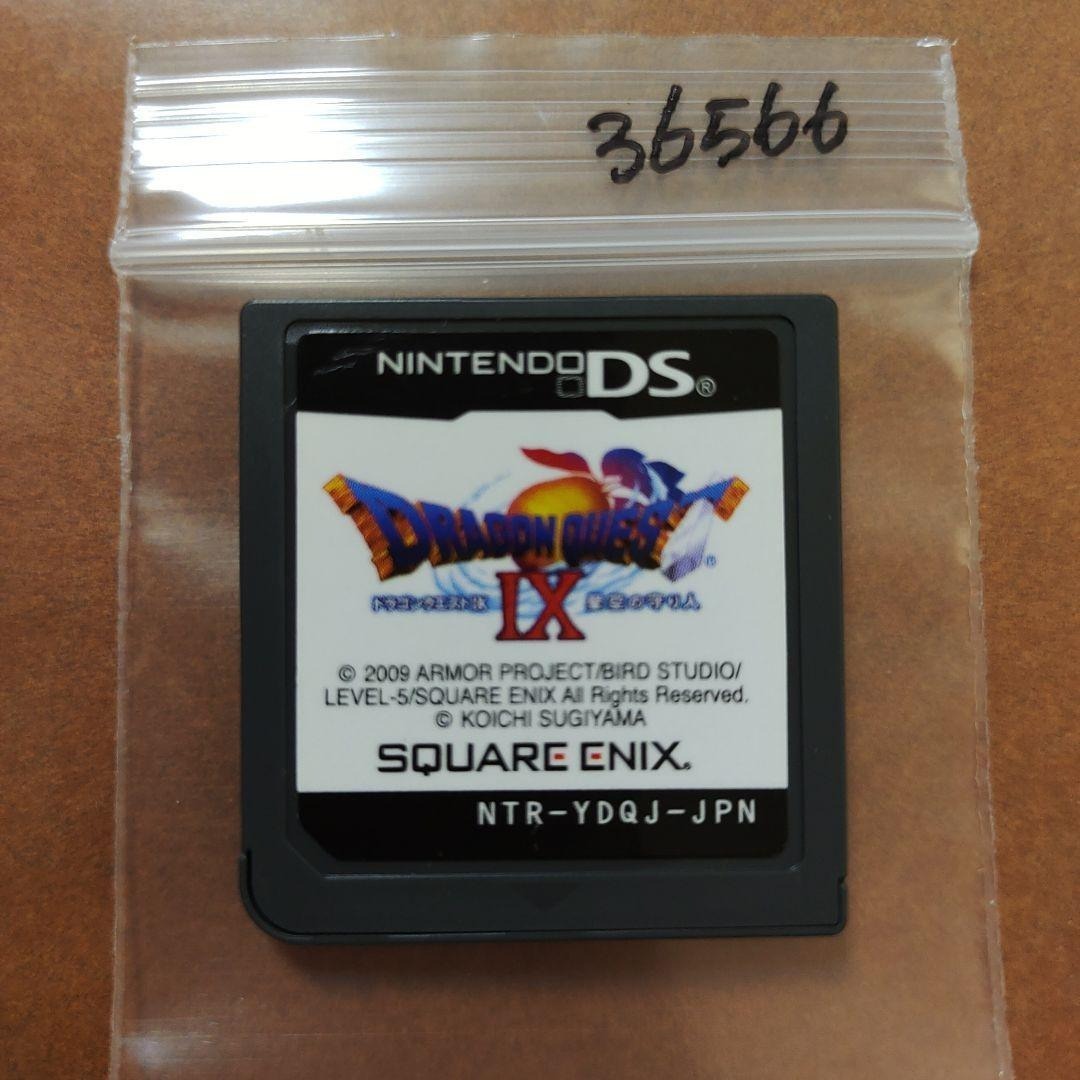 36566
NINTENDO DS®
DRAGON QUEST
ドラゴンクエストIX IX 星空の守り人
© 2009 ARMOR PROJECT/BIRD STUDIO/
LEVEL-5/SQUARE ENIX All Rights Reserved.
© KOICHI SUGIYAMA
SQUARE ENIX.
NTR-YDQJ-JPN